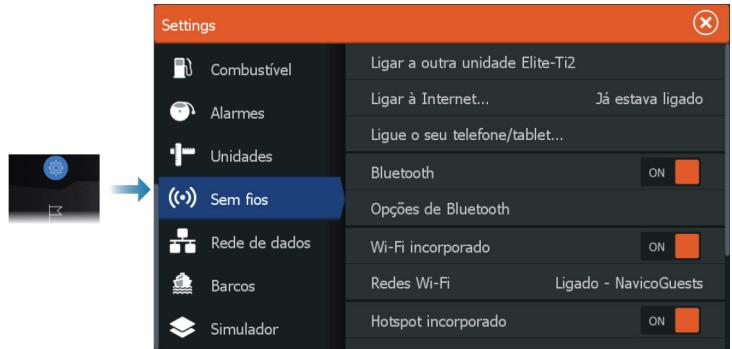 Settings
Combustível
Alarmes
Unidades
Sem fios
Rede de dados
Barcos
Simulador
Ligar a outra unidade Elite-Ti2
Ligar à Internet... Já estava ligado
Ligue o seu telefone/tablet...
Bluetooth ON
Opções de Bluetooth
Wi-Fi incorporado ON
Redes Wi-Fi Ligado - NavicoGuests
Hotspot incorporado ON